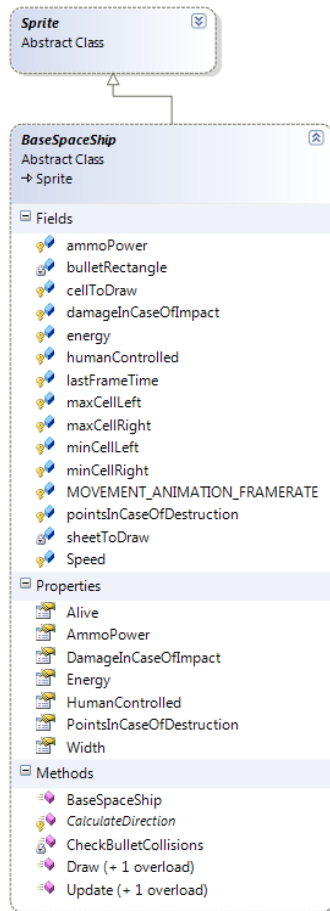 Sprite
Abstract Class
BaseSpaceShip
Abstract Class
→ Sprite
Fields
ammoPower
bulletRectangle
cellToDraw
damageInCaseOfImpact
energy
humanControlled
lastFrameTime
maxCellLeft
maxCellRight
minCellLeft
minCellRight
MOVEMENT_ANIMATION_FRAMERATE
pointsInCaseOfDestruction
sheetToDraw
Speed
Properties
Alive
AmmoPower
DamageInCaseOfImpact
Energy
HumanControlled
PointsInCaseOfDestruction
Width
Methods
BaseSpaceShip
CalculateDirection
CheckBulletCollisions
Draw (+ 1 overload)
Update (+ 1 overload)